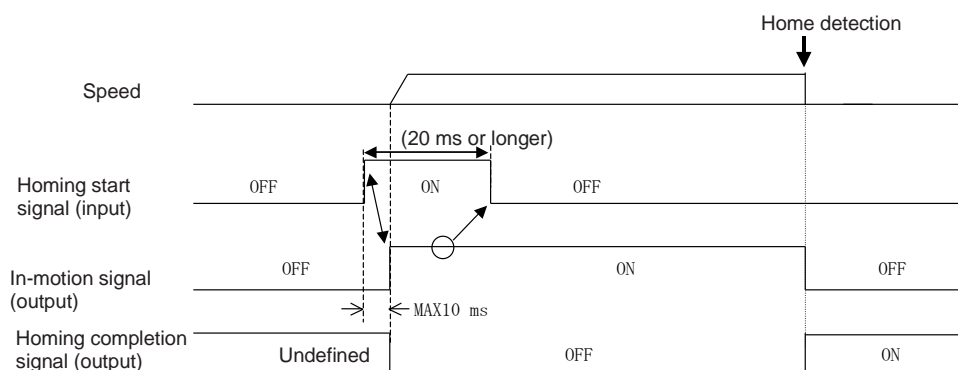 Home detection
Speed
(20 ms or longer)
Homing start
signal (input)
OFF
ON
OFF
In-motion signal
(output)
OFF
ON
OFF
MAX10 ms
Homing completion
signal (output)
Undefined
OFF
ON